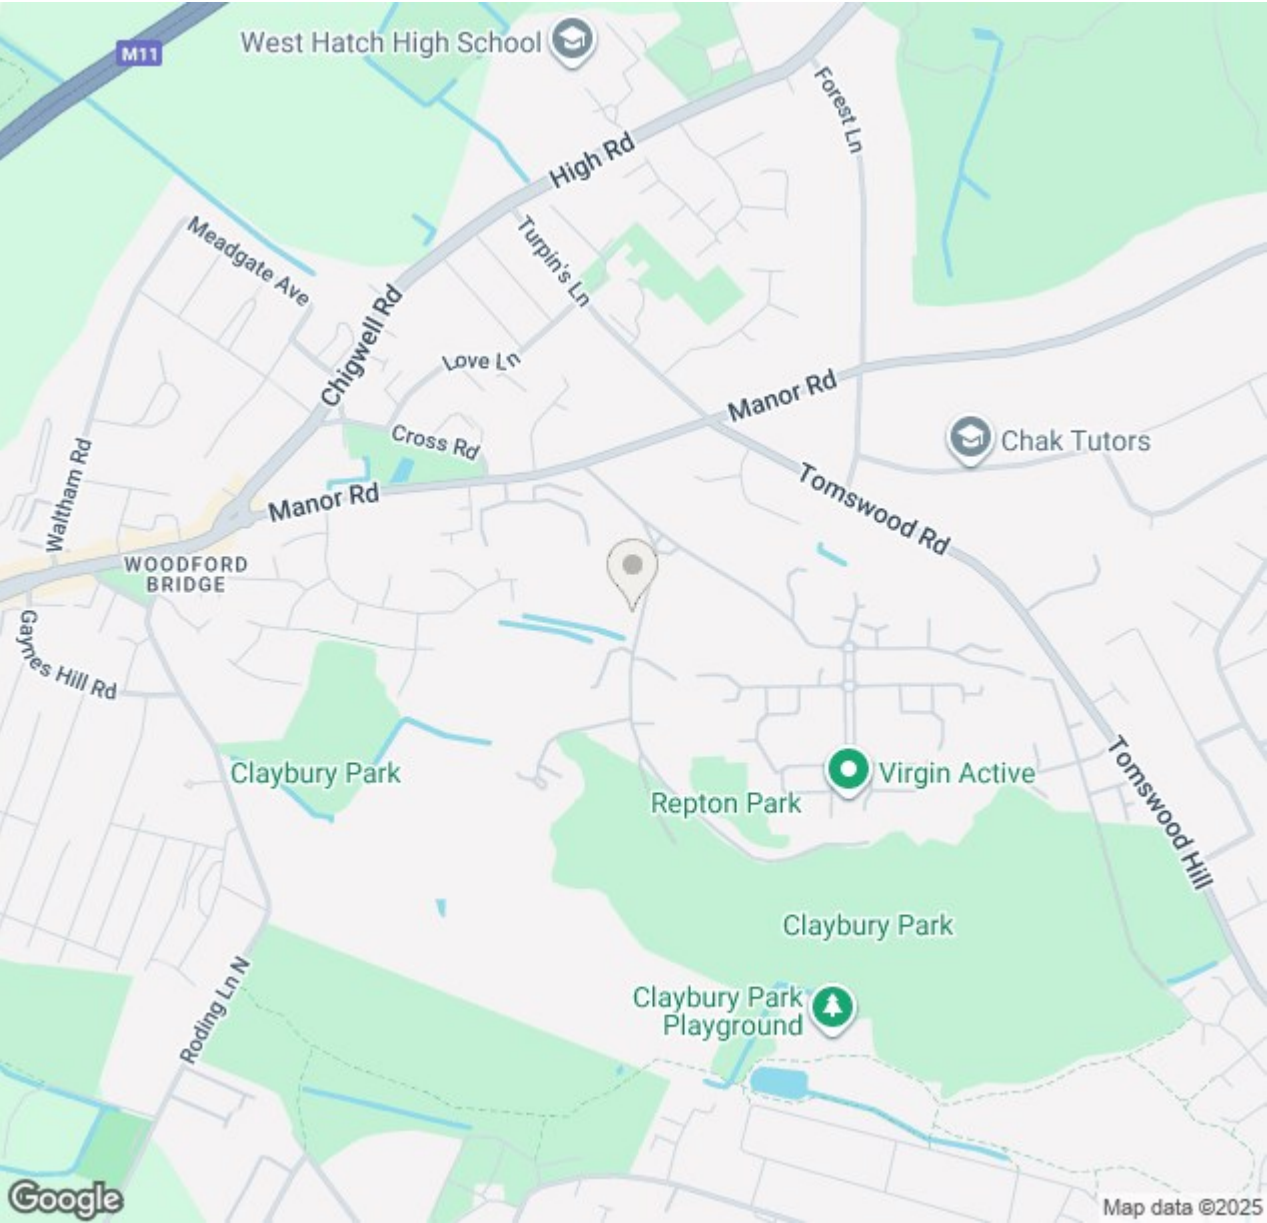 M11
West Hatch High School
High Rd
Forest Ln
Meadgate Ave
Turpin's Ln
Chigwell Rd
Love Ln
Manor Rd
Cross Rd
Chak Tutors
Waltham Rd
Manor Rd
Tomswood Rd
WOODFORD
BRIDGE
Gaynes Hill Rd
Claybury Park
Virgin Active
Repton Park
Tomswood Hill
Claybury Park
Roding Ln N
Claybury Park
Playground
Google
Map data ©2025